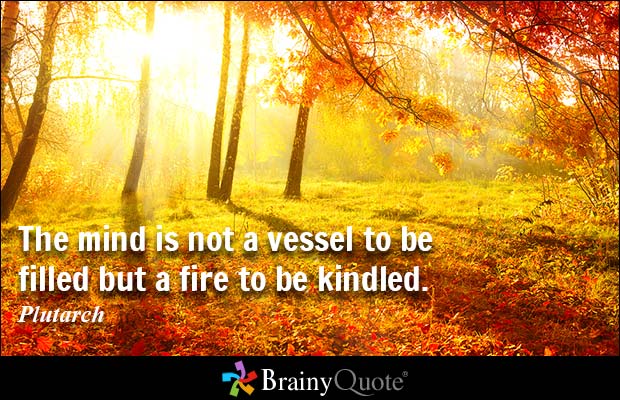 The mind is not a vessel to be
filled but a fire to be kindled.
Plutarch
BrainyQuote®